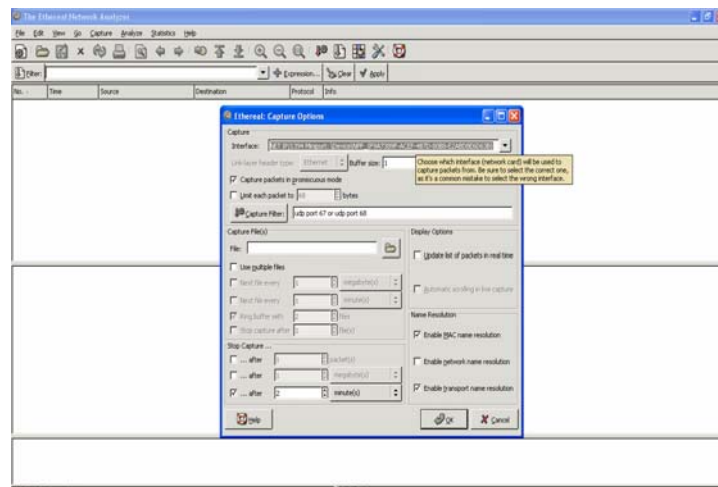 The Ethereal Network Analyzer
File Edit View Go Capture Analyze Statistics Help
Filter: Expression... Clear Apply
No. - Time Source Destination Protocol Info
Ethereal: Capture Options
Capture
Interface:
Link-layer header type: Ethernet Buffer size: 1
Choose which interface (network card) will be used to
capture packets from. Be sure to select the correct one,
as it's a common mistake to select the wrong interface.
Capture packets in promiscuous mode
Limit each packet to 68 bytes
Capture Filter: udp port 67 or udp port 68
Capture File(s)
File:
Use multiple files
Next file every 1 megabyte(s)
Next file every 1 minute(s)
Ring buffer with 2 files
Stop capture after 1 file(s)
Stop Capture ...
... after 1 packet(s)
... after 1 megabyte(s)
... after 2 minute(s)
Display Options
Update list of packets in real time
Automatic scrolling in live capture
Name Resolution
Enable MAC name resolution
Enable network name resolution
Enable transport name resolution
Help OK Cancel